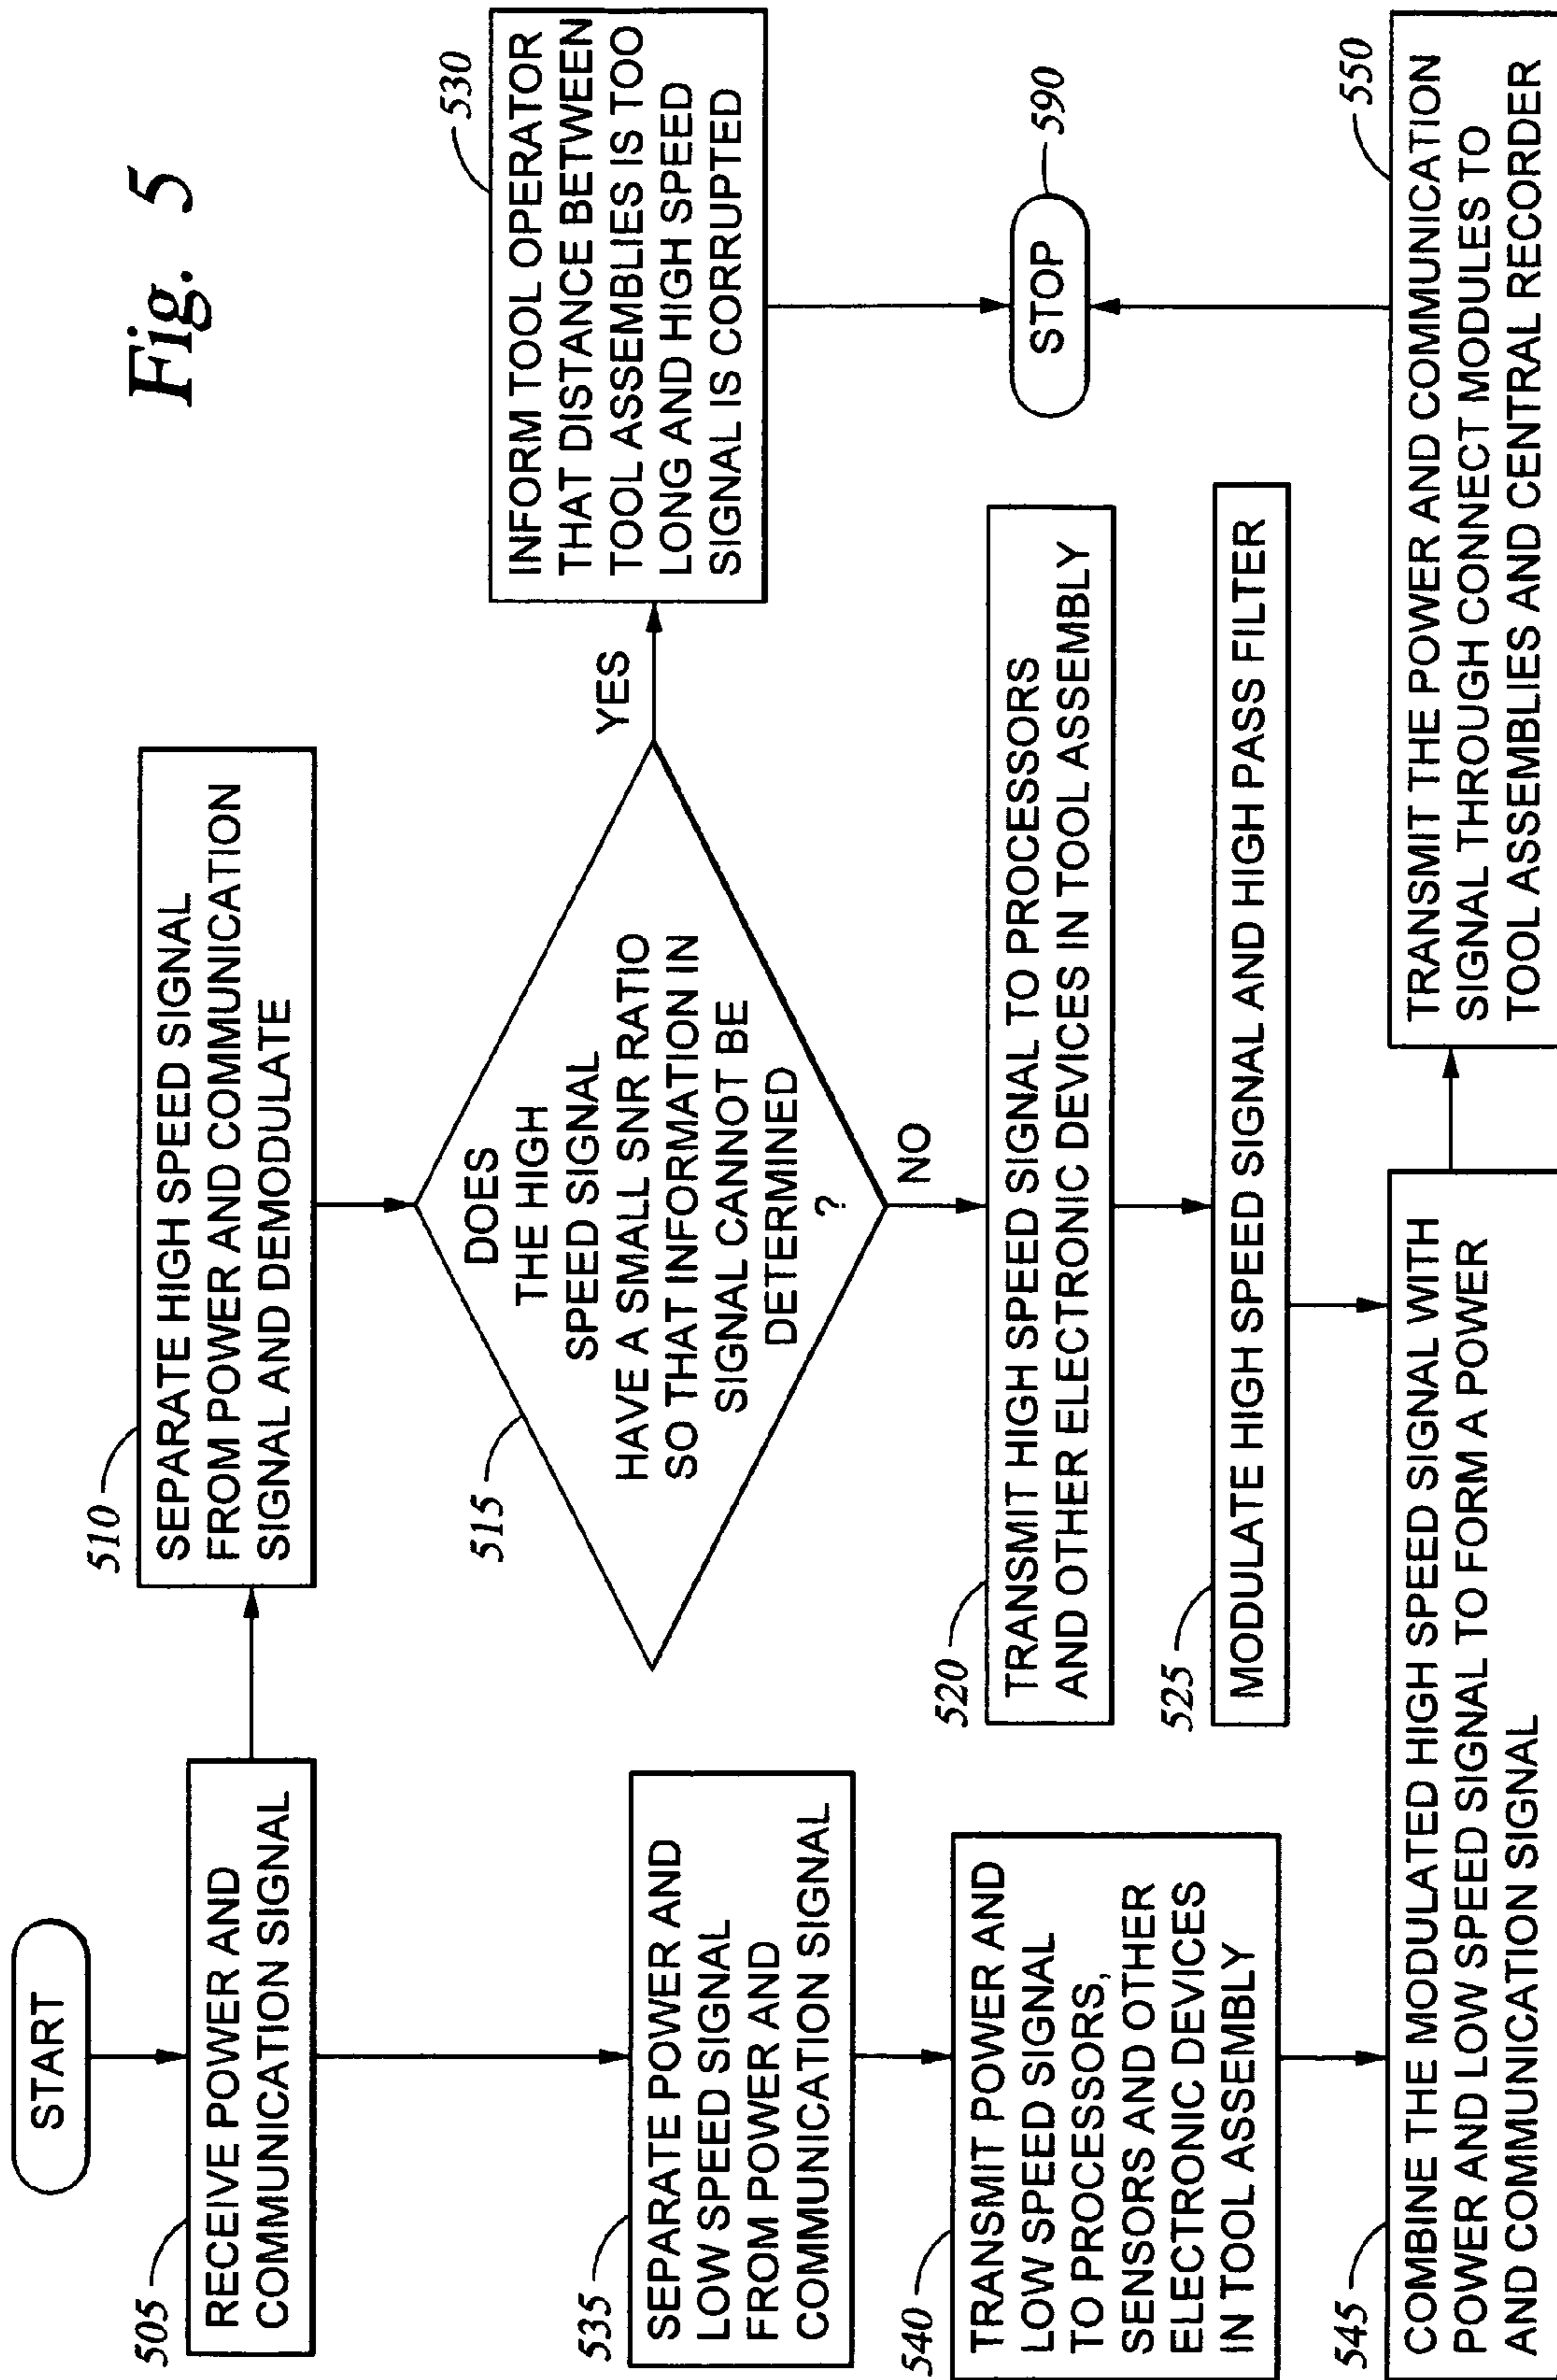 Fig. 5
START
505
RECEIVE POWER AND
COMMUNICATION SIGNAL
510
SEPARATE HIGH SPEED SIGNAL
FROM POWER AND COMMUNICATION
SIGNAL AND DEMODULATE
515
DOES
THE HIGH
SPEED SIGNAL
HAVE A SMALL SNR RATIO
SO THAT INFORMATION IN
SIGNAL CANNOT BE
DETERMINED
?
YES
NO
530
INFORM TOOL OPERATOR
THAT DISTANCE BETWEEN
TOOL ASSEMBLIES IS TOO
LONG AND HIGH SPEED
SIGNAL IS CORRUPTED
535
SEPARATE POWER AND
LOW SPEED SIGNAL
FROM POWER AND
COMMUNICATION SIGNAL
520
TRANSMIT HIGH SPEED SIGNAL TO PROCESSORS
AND OTHER ELECTRONIC DEVICES IN TOOL ASSEMBLY
590
STOP
540
TRANSMIT POWER AND
LOW SPEED SIGNAL
TO PROCESSORS,
SENSORS AND OTHER
ELECTRONIC DEVICES
IN TOOL ASSEMBLY
525
MODULATE HIGH SPEED SIGNAL AND HIGH PASS FILTER
545
COMBINE THE MODULATED HIGH SPEED SIGNAL WITH
POWER AND LOW SPEED SIGNAL TO FORM A POWER
AND COMMUNICATION SIGNAL
550
TRANSMIT THE POWER AND COMMUNICATION
SIGNAL THROUGH CONNECT MODULES TO
TOOL ASSEMBLIES AND CENTRAL RECORDER